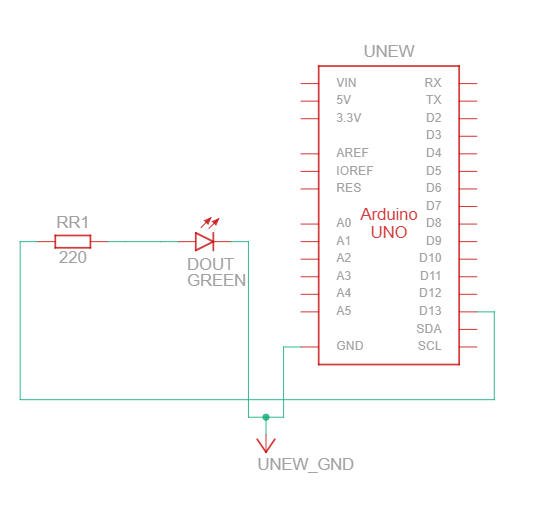 UNEW
VIN
RX
5V
TX
3.3V
D2
D3
AREF
D4
IOREF
D5
RES
D6
D7
Arduino
UNO
A0
D8
A1
D9
A2
D10
A3
D11
A4
D12
A5
D13
SDA
GND
SCL
RR1
220
DOUT
GREEN
UNEW_GND